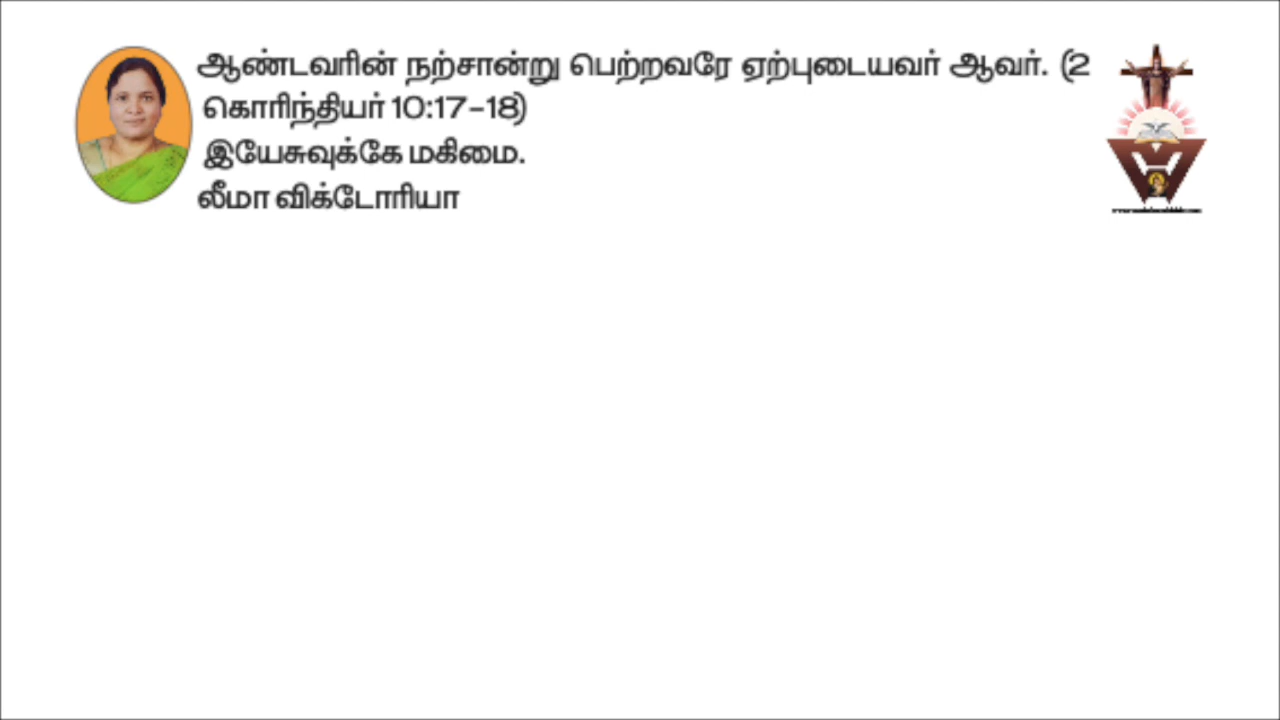 ஆண்டவரின் நற்சான்று பெற்றவரே ஏற்புடையவர் ஆவர். (2
கொரிந்தியர் 10:17-18)
இயேசுவுக்கே மகிமை.
லீமா விக்டோரியா